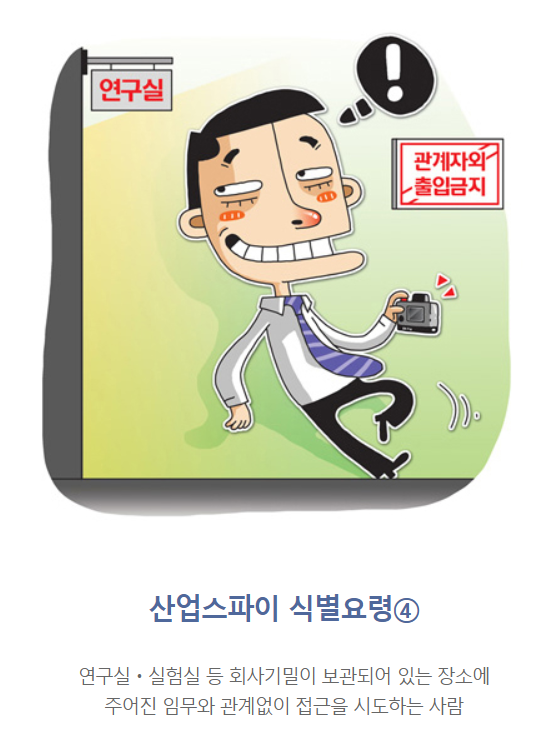 연구실
!
관계자외
출입금지
산업스파이 식별요령④
연구실 • 실험실 등 회사기밀이 보관되어 있는 장소에
주어진 임무와 관계없이 접근을 시도하는 사람